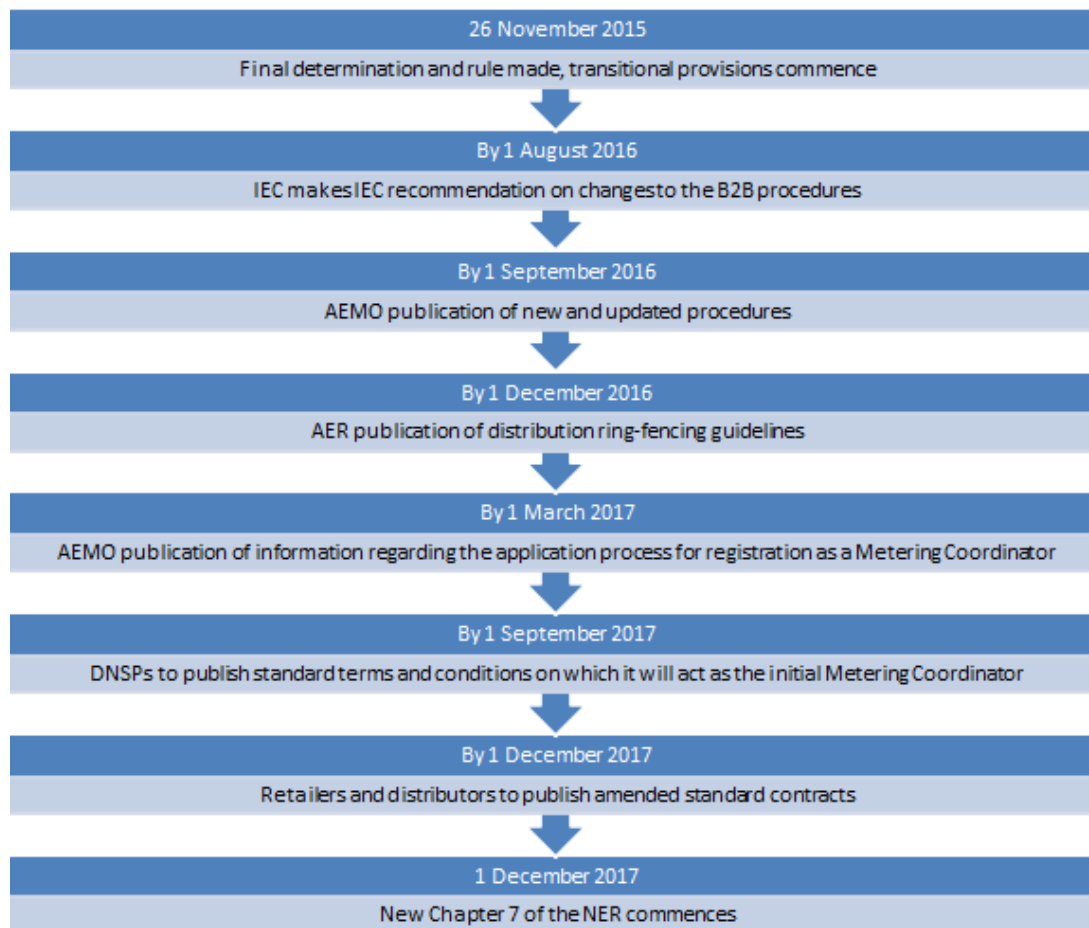 26 November 2015
Final determination and rule made, transitional provisions commence
By 1 August 2016
IEC makes IEC recommendation on changes to the B2B procedures
By 1 September 2016
AEMO publication of new and updated procedures
By 1 December 2016
AER publication of distribution ring-fencing guidelines
By 1 March 2017
AEMO publication of information regarding the application process for registration as a Metering Coordinator
By 1 September 2017
DNSPs to publish standard terms and conditions on which it will act as the initial Metering Coordinator
By 1 December 2017
Retailers and distributors to publish amended standard contracts
1 December 2017
New Chapter 7 of the NER commences